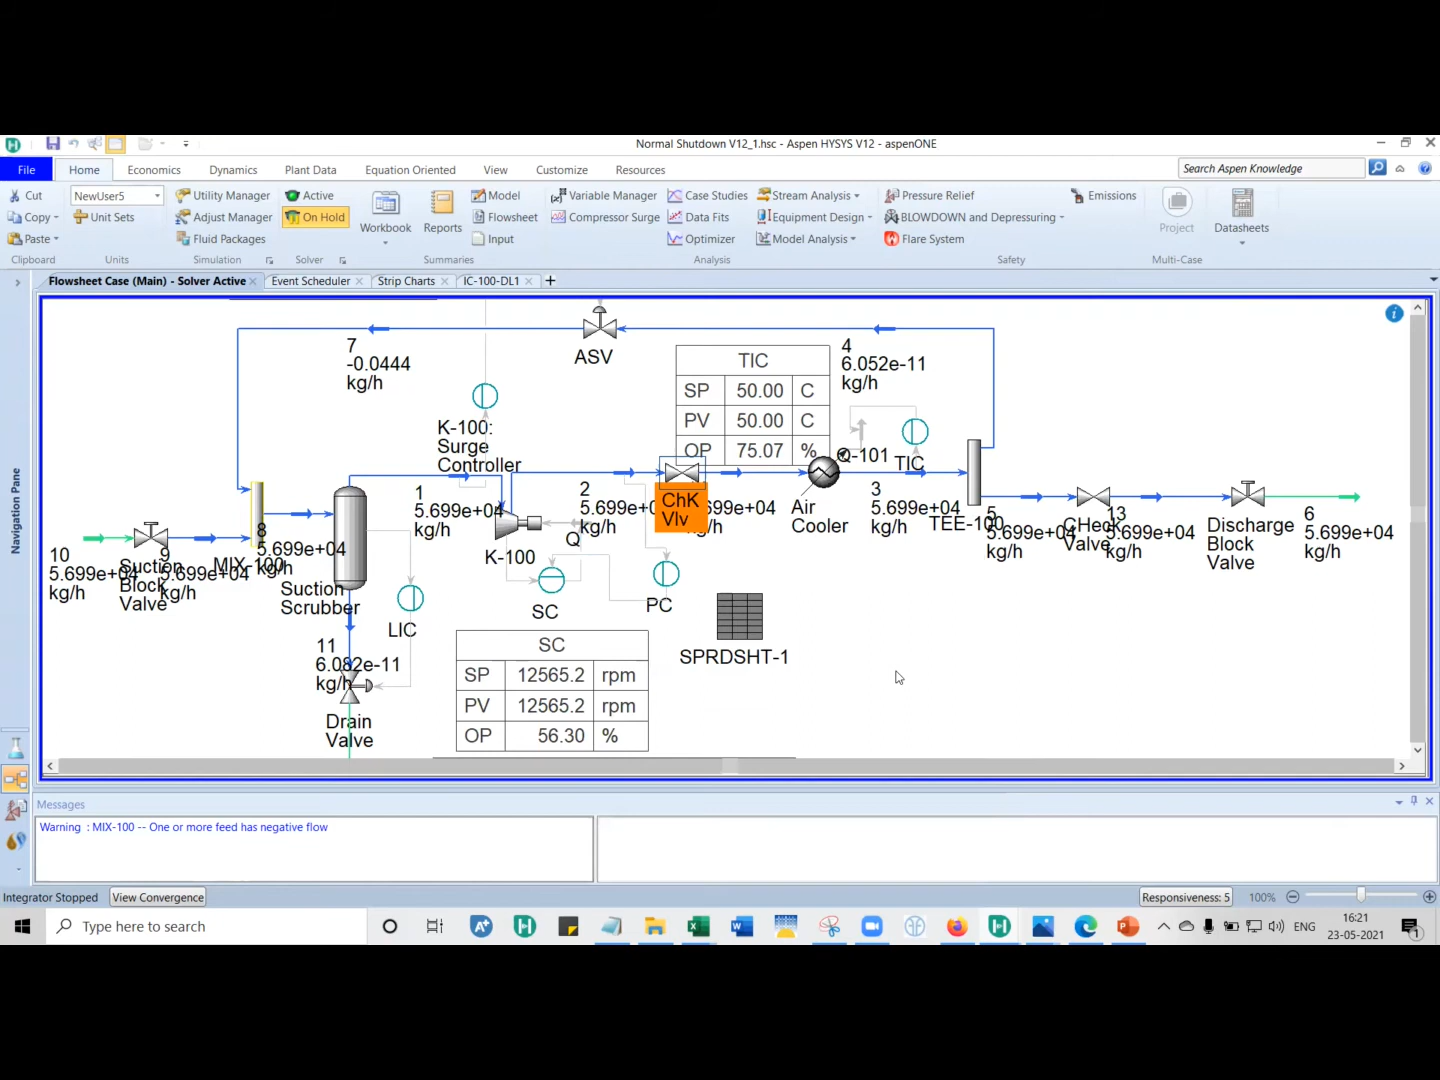 Normal Shutdown V12_1.hsc - Aspen HYSYS V12 - aspenONE
File Home Economics Dynamics Plant Data Equation Oriented View Customize Resources Search Aspen Knowledge
Cut NewUser5 Utility Manager Active Model Variable Manager Case Studies Stream Analysis Pressure Relief Emissions
Copy Unit Sets Adjust Manager On Hold Workbook Reports Flowsheet Compressor Surge Data Fits Equipment Design BLOWDOWN and Depressuring Project Datasheets
Paste Fluid Packages Input Optimizer Model Analysis Flare System
Clipboard Units Simulation Solver Summaries Analysis Safety Multi-Case
Flowsheet Case (Main) - Solver Active Event Scheduler Strip Charts IC-100-DL1
Navigation Pane
7
-0.0444
kg/h
ASV
TIC
SP 50.00 C
PV 50.00 C
OP 75.07 %
4
6.052e-11
kg/h
K-100:
Surge
Controller
Q-101
TIC
10
5.699e+04
kg/h
Suction
Block
Valve
9
5.699e+04
kg/h
MIX-100
8
5.699e+04
kg/h
Suction
Scrubber
1
5.699e+04
kg/h
K-100
Q
2
5.699e+04
kg/h
ChK
Vlv
699e+04
kg/h
Air
Cooler
3
5.699e+04
kg/h
TEE-100
5
5.699e+04
kg/h
CHeck
Valve
13
5.699e+04
kg/h
Discharge
Block
Valve
6
5.699e+04
kg/h
LIC
SC
PC
SPRDSHT-1
11
6.082e-11
kg/h
Drain
Valve
SC
SP 12565.2 rpm
PV 12565.2 rpm
OP 56.30 %
Messages
Warning : MIX-100 -- One or more feed has negative flow
Integrator Stopped View Convergence Responsiveness: 5 100%
Type here to search ENG 16:21
23-05-2021
1